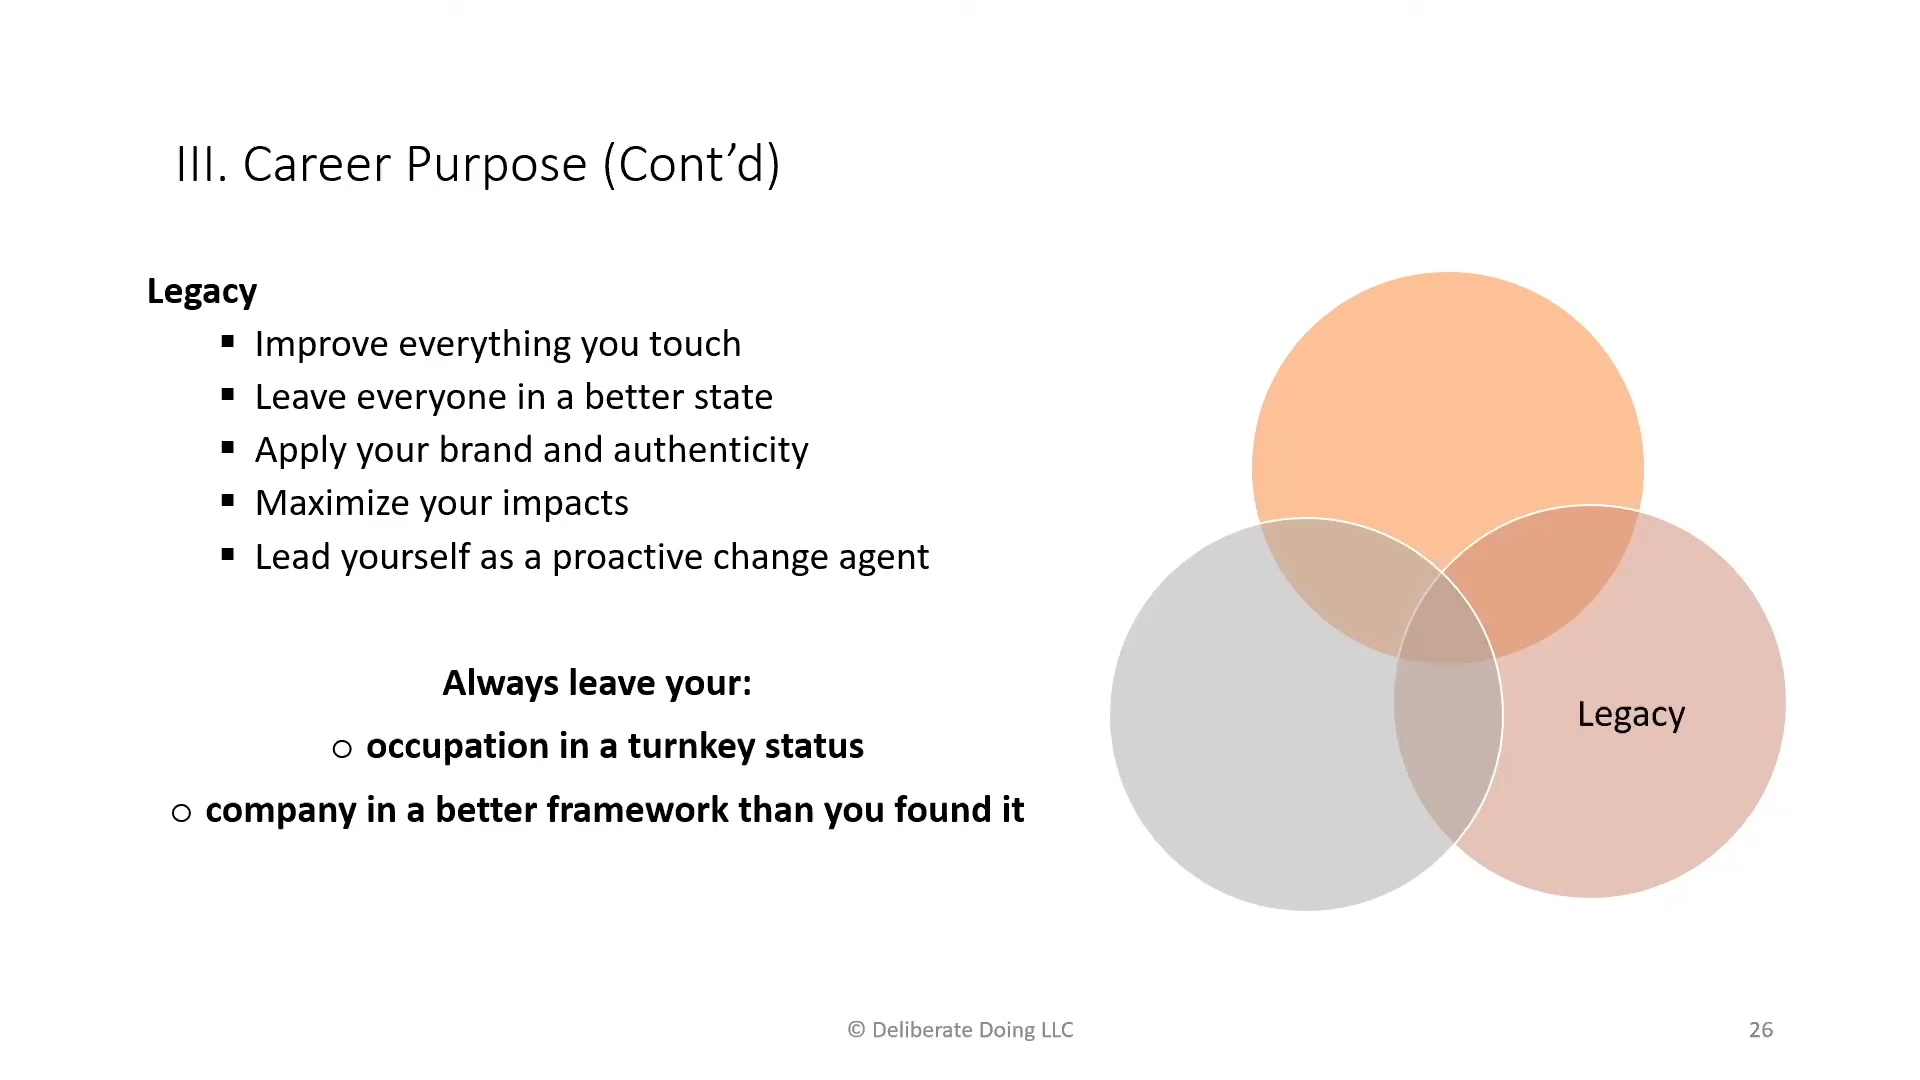 III. Career Purpose (Cont’d)
Legacy
▪ Improve everything you touch
▪ Leave everyone in a better state
▪ Apply your brand and authenticity
▪ Maximize your impacts
▪ Lead yourself as a proactive change agent
Always leave your:
o occupation in a turnkey status
o company in a better framework than you found it
Legacy
© Deliberate Doing LLC
26